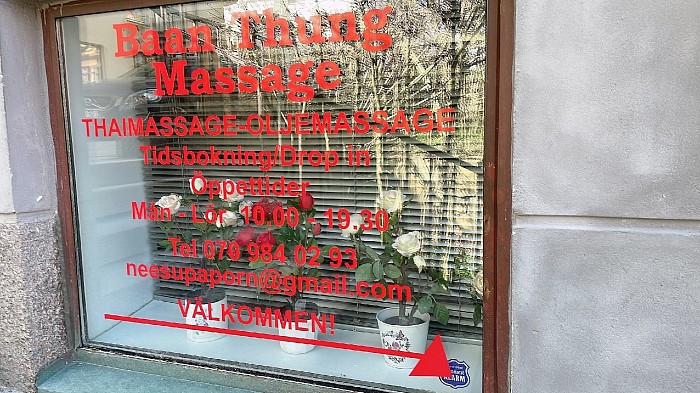 Baan Thung
Massage
THAIMASSAGE-OLJEMASSAGE
Tidsbokning/Drop in
Öppettider
Mån - Lör 10.00 - 19.30
Tel 070 984 02 93
neesupaporn@gmail.com
VÄLKOMMEN!
ALARM